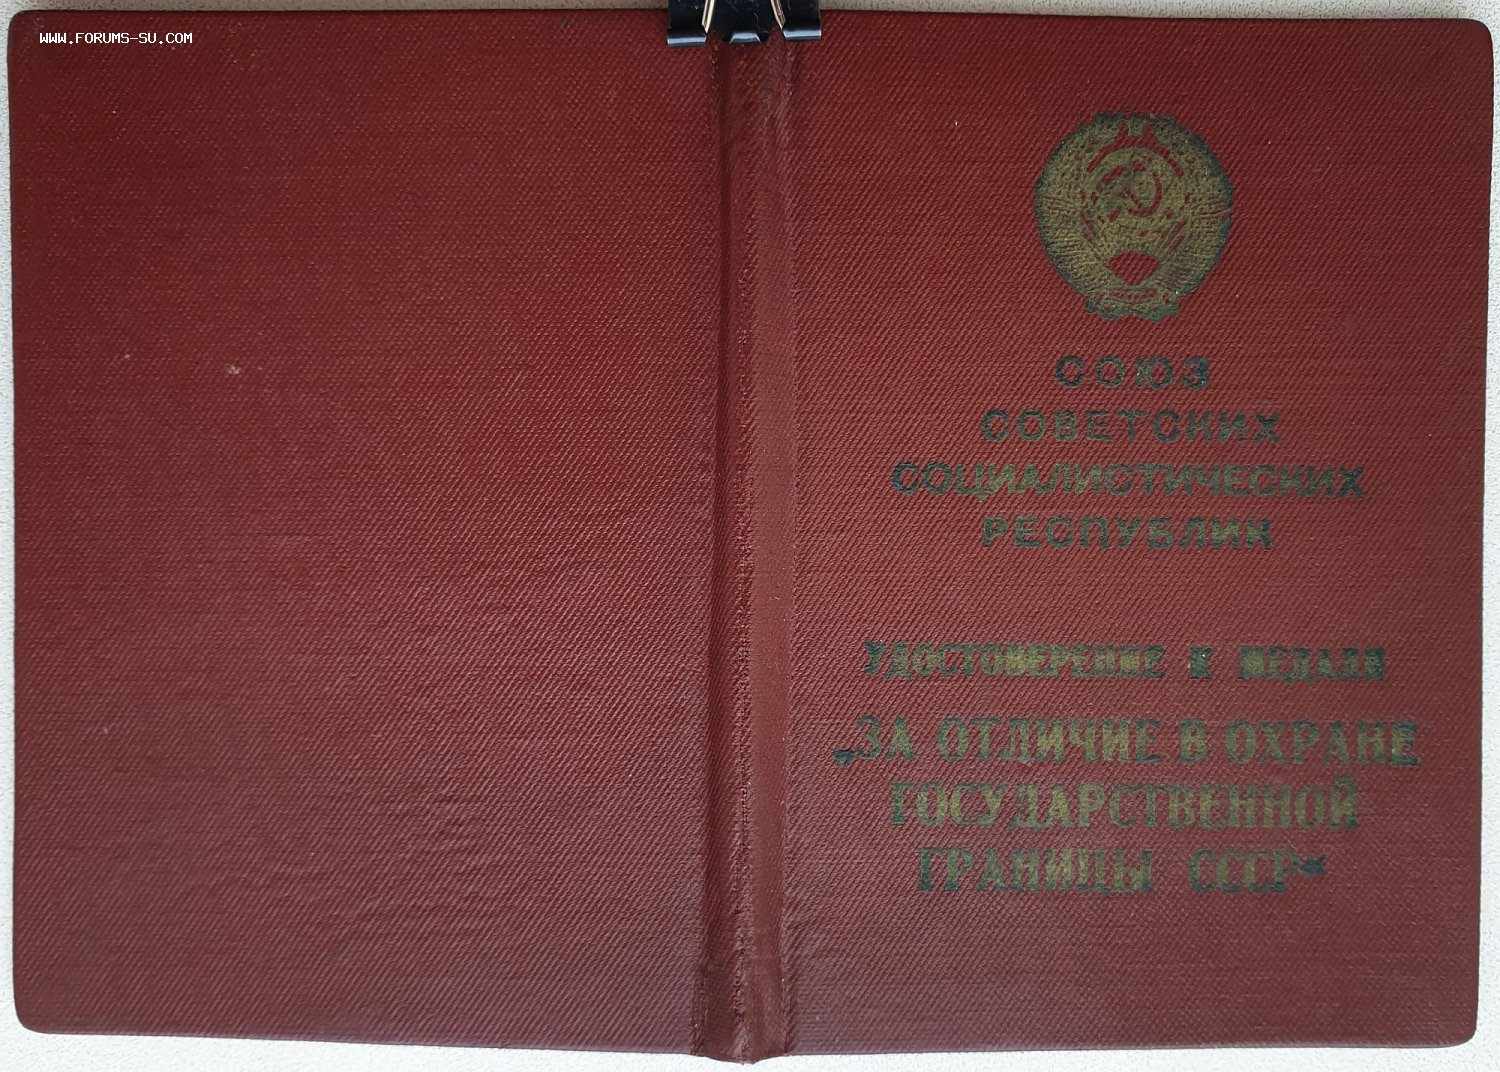 WWW.FORUMS-SU.COM
СОЮЗ
СОВЕТСКИХ
СОЦИАЛИСТИЧЕСКИХ
РЕСПУБЛИК
УДОСТОВЕРЕНИЕ К МЕДАЛИ
„ЗА ОТЛИЧИЕ В ОХРАНЕ
ГОСУДАРСТВЕННОЙ
ГРАНИЦЫ СССР“